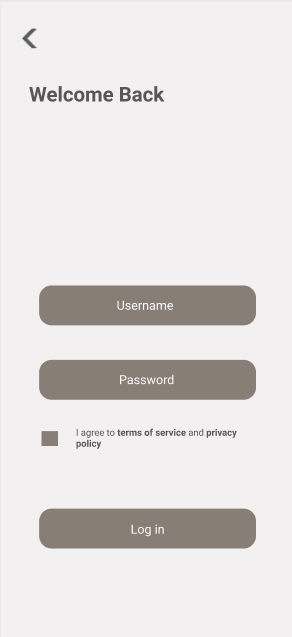 Welcome Back
Username
Password
I agree to terms of service and privacy
policy
Log in